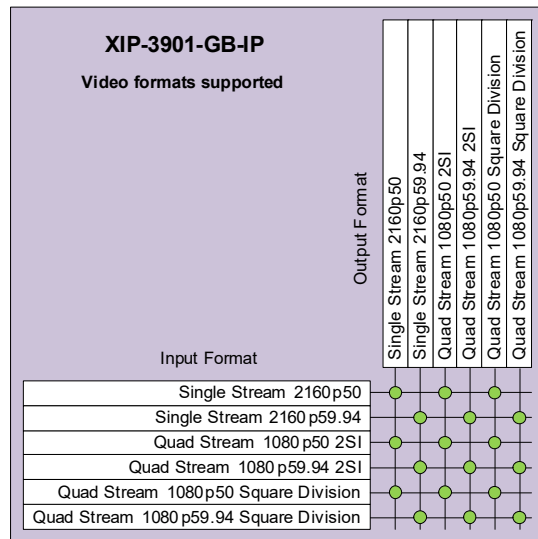 XIP-3901-GB-IP
Video formats supported
Output Format
Single Stream 2160p50
Single Stream 2160p59.94
Quad Stream 1080p50 2SI
Quad Stream 1080p59.94 2SI
Quad Stream 1080p50 Square Division
Quad Stream 1080p59.94 Square Division
Input Format
Single Stream 2160p50
Single Stream 2160p59.94
Quad Stream 1080p50 2SI
Quad Stream 1080p59.94 2SI
Quad Stream 1080p50 Square Division
Quad Stream 1080p59.94 Square Division